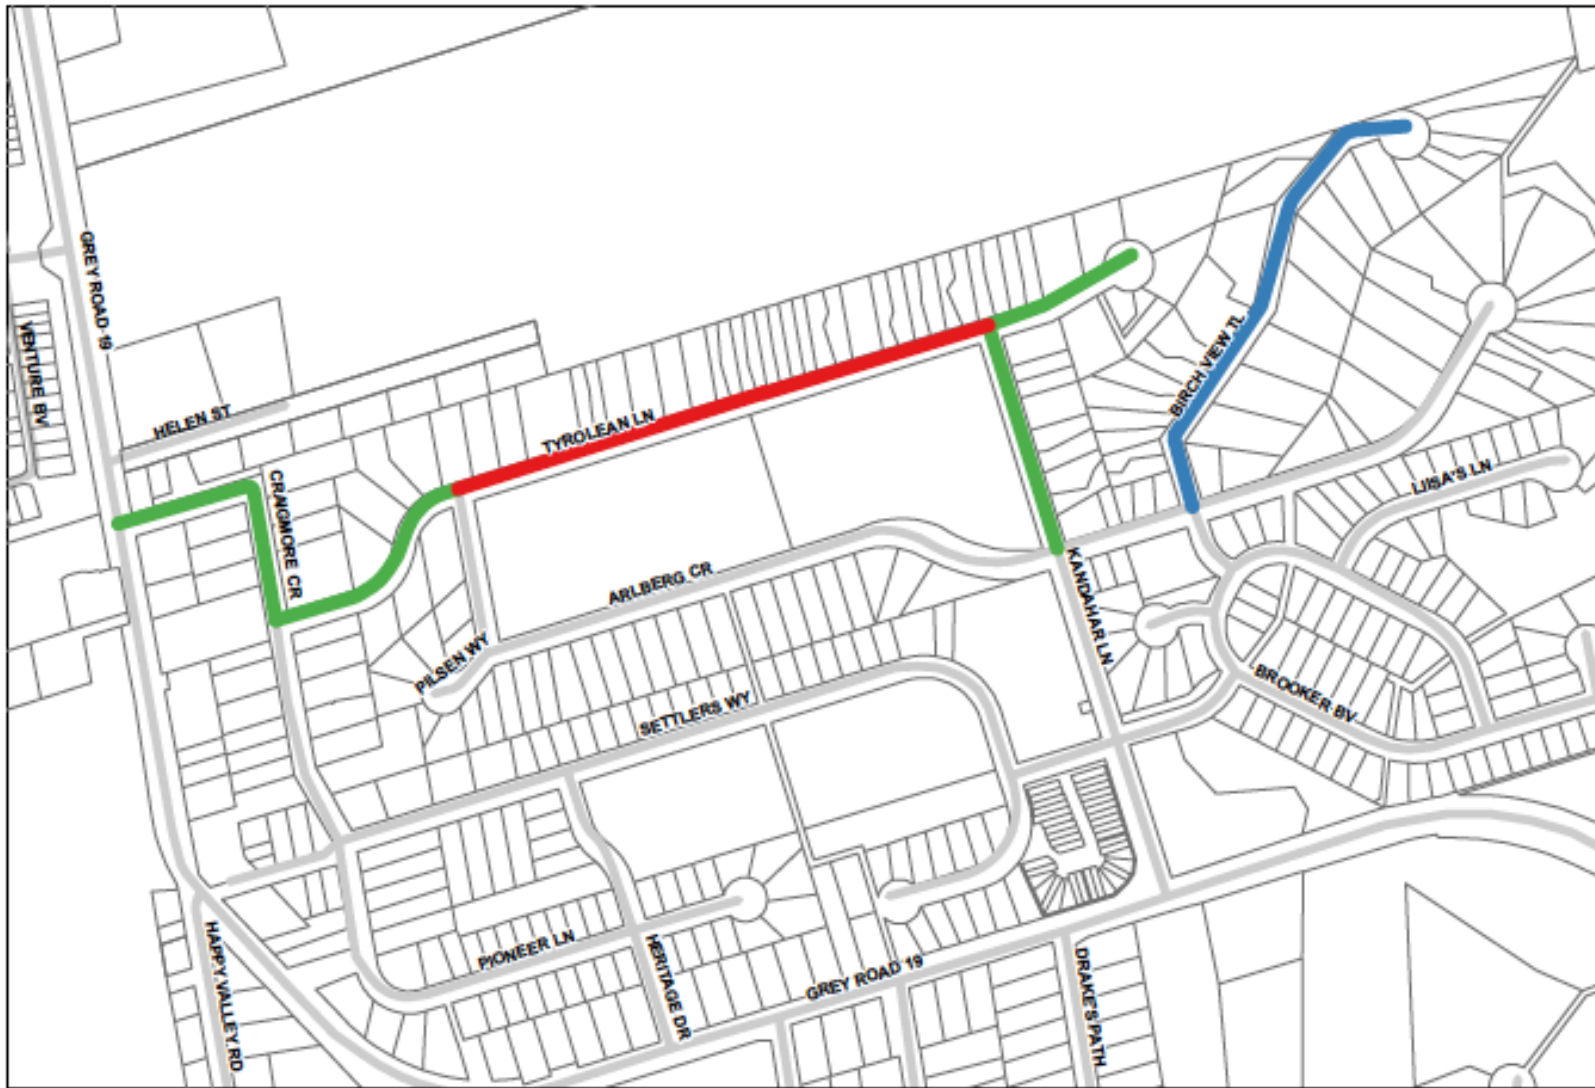 GREY ROAD 19
VENTURE BV
HELEN ST
TYROLEAN LN
BIRCH VIEW TL
CRAIGMORE CR
LIISA'S LN
ARLBERG CR
KANDAHAR LN
PILSEN WY
SETTLERS WY
BROOKER BV
HAPPY VALLEY RD
PIONEER LN
HERITAGE DR
GREY ROAD 19
DRAKE'S PATH